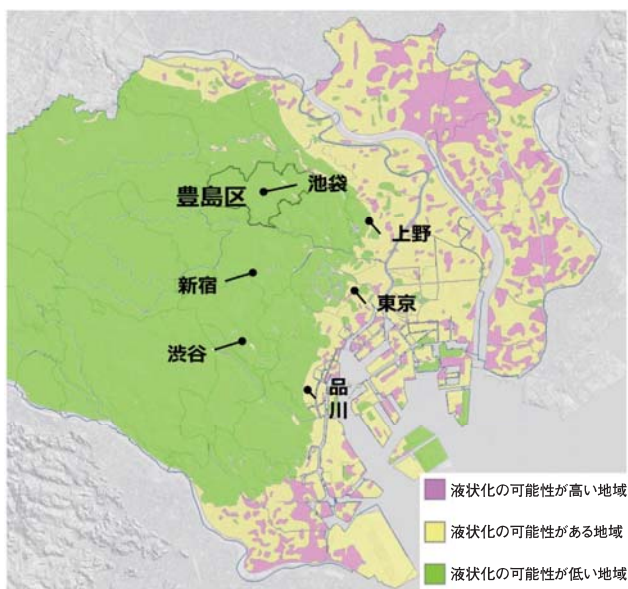 豊島区
池袋
上野
新宿
東京
渋谷
品川
液状化の可能性が高い地域
液状化の可能性がある地域
液状化の可能性が低い地域